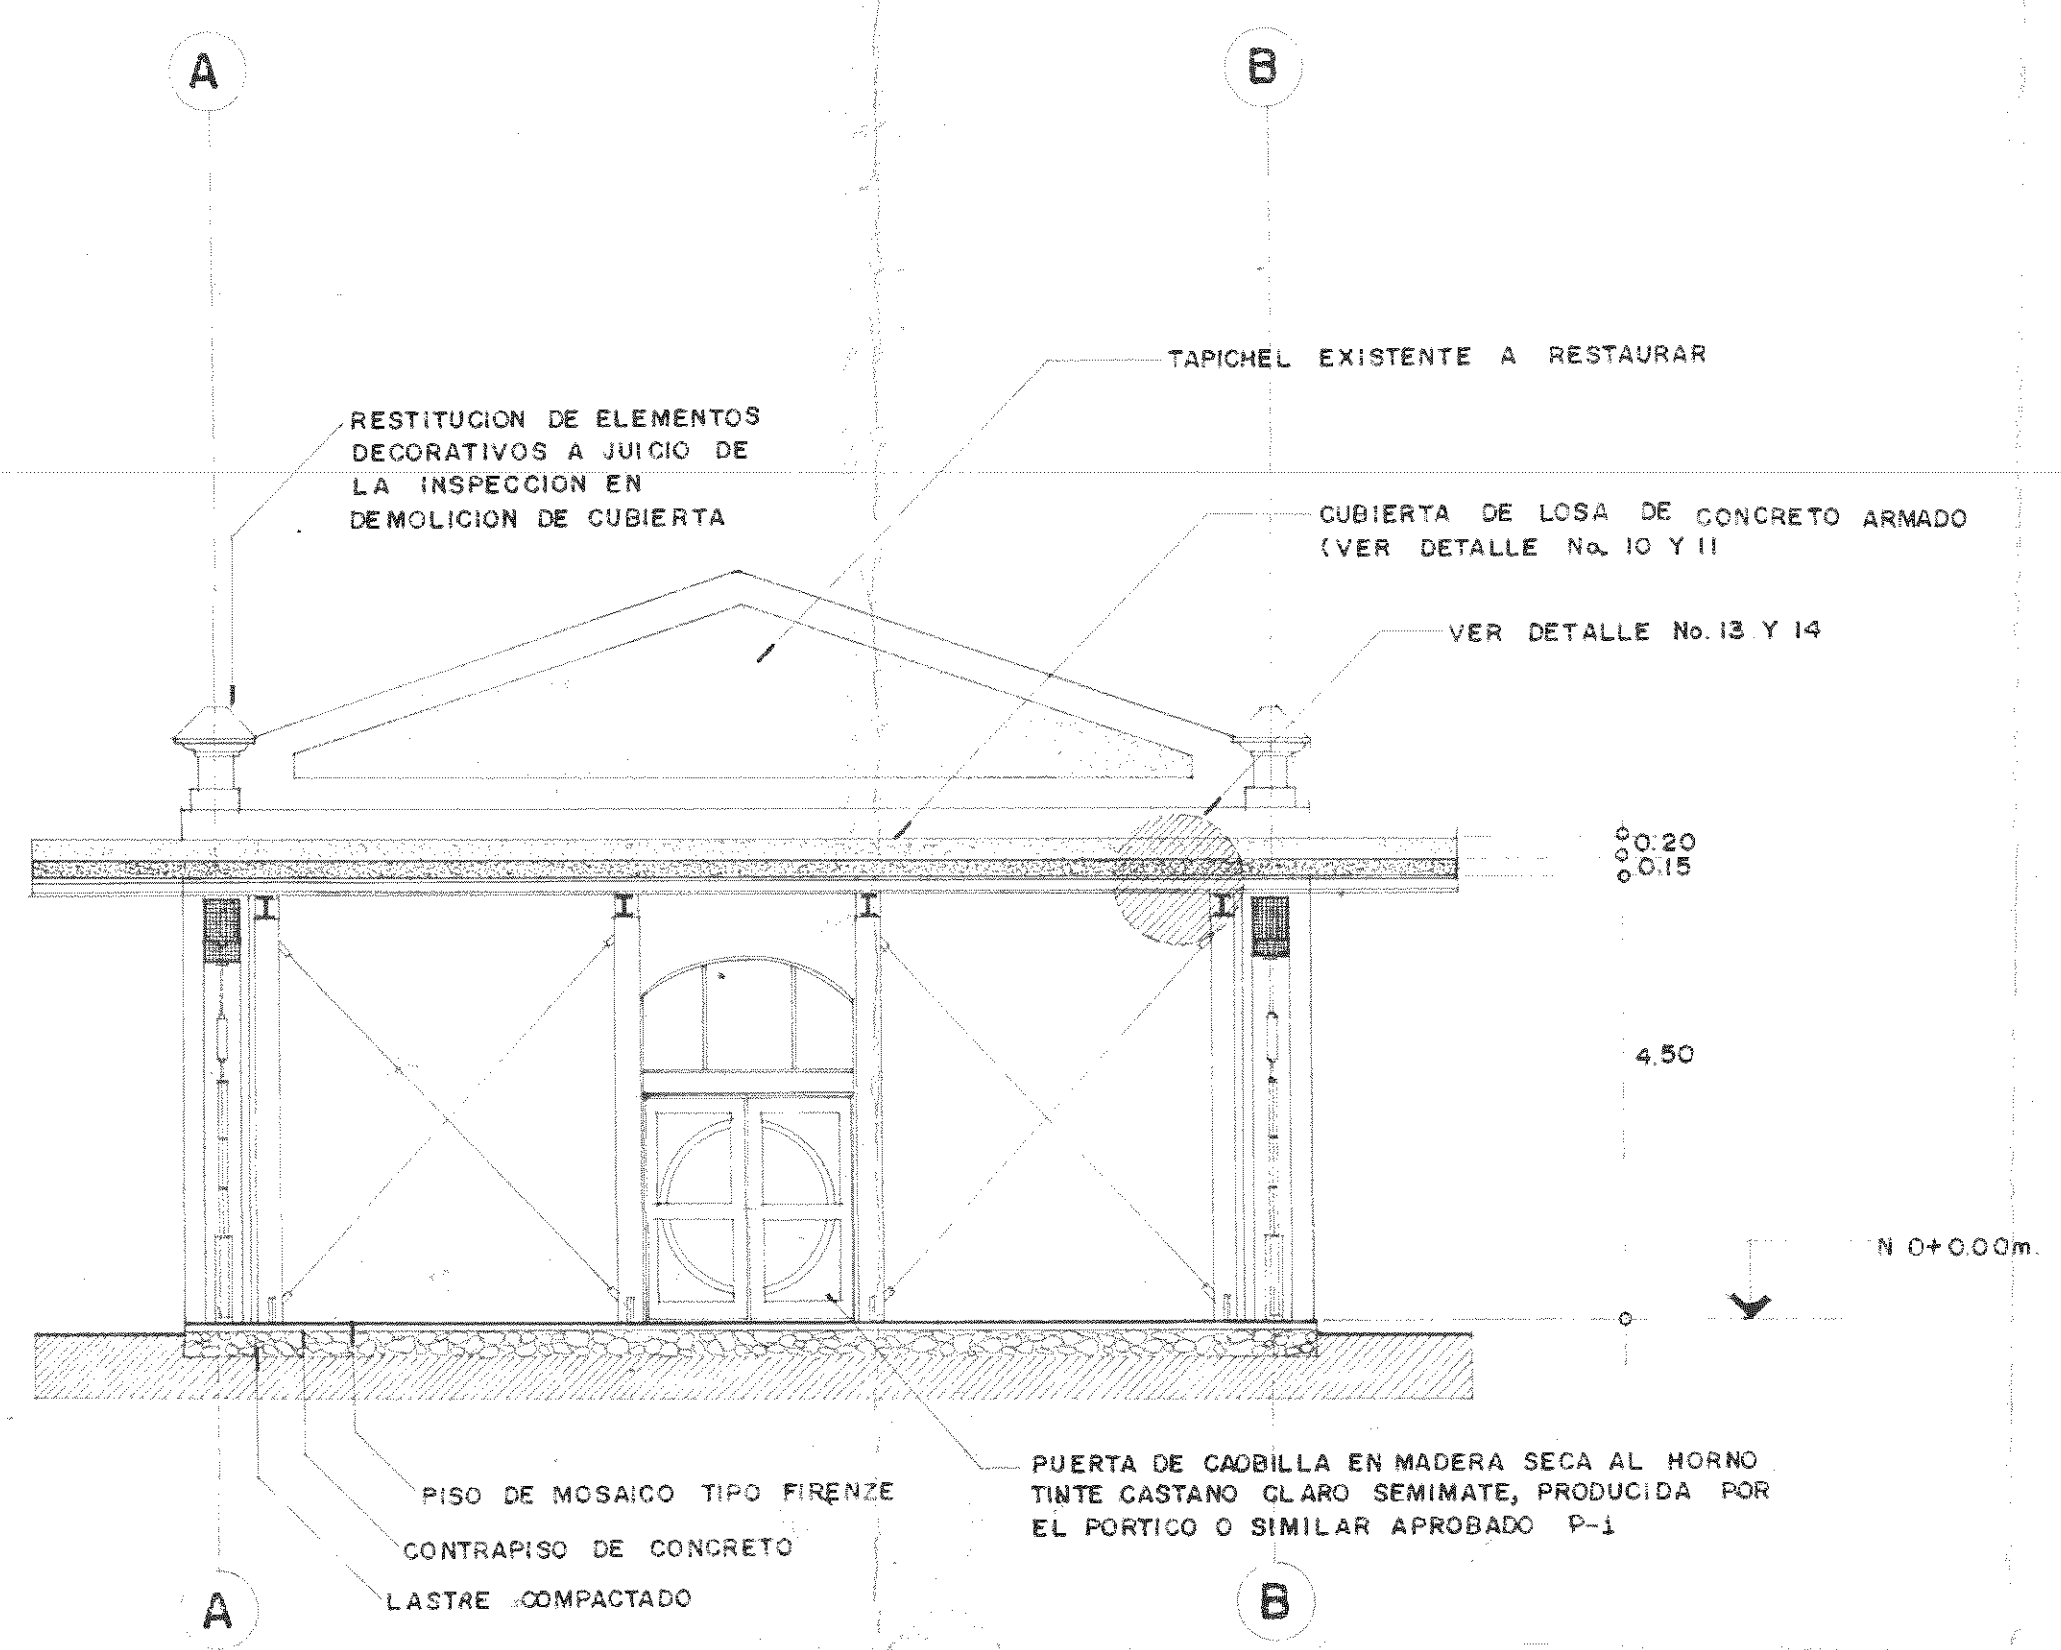 A
B
TAPICHEL EXISTENTE A RESTAURAR
RESTITUCION DE ELEMENTOS
DECORATIVOS A JUICIO DE
LA INSPECCION EN
DEMOLICION DE CUBIERTA
CUBIERTA DE LOSA DE CONCRETO ARMADO
(VER DETALLE No. 10 Y 11
VER DETALLE No. 13 Y 14
0.20
0.15
4.50
N 0+0.00m.
PISO DE MOSAICO TIPO FIRENZE
CONTRAPISO DE CONCRETO
LASTRE COMPACTADO
PUERTA DE CAOBILLA EN MADERA SECA AL HORNO
TINTE CASTANO CLARO SEMIMATE, PRODUCIDA POR
EL PORTICO O SIMILAR APROBADO P-1
A
B